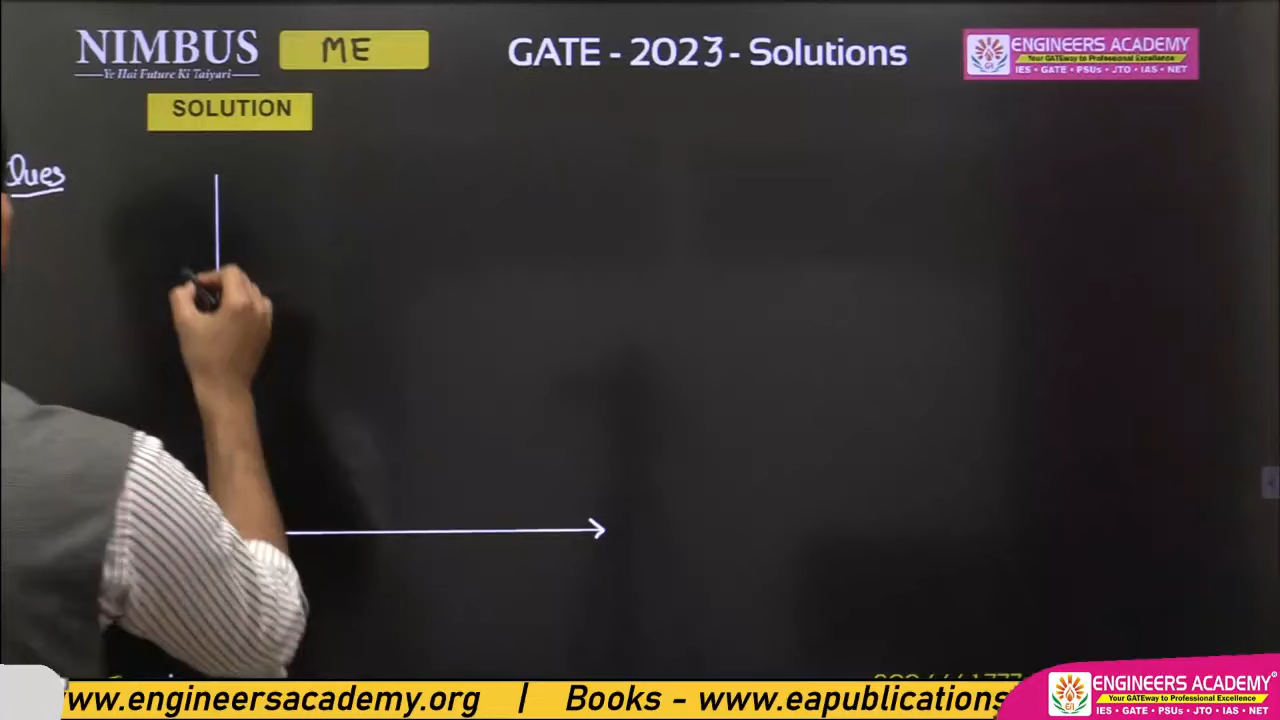 NIMBUS
Ye Hai Future Ki Taiyari
ME
GATE - 2023 - Solutions
ENGINEERS ACADEMY
Your GATEway to Professional Excellence
IES • GATE • PSUs • JTO • IAS • NET
SOLUTION
Ques
www.engineersacademy.org | Books - www.eapublications
ENGINEERS ACADEMY®
Your GATEway to Professional Excellence
IES • GATE • PSUs • JTO • IAS • NET